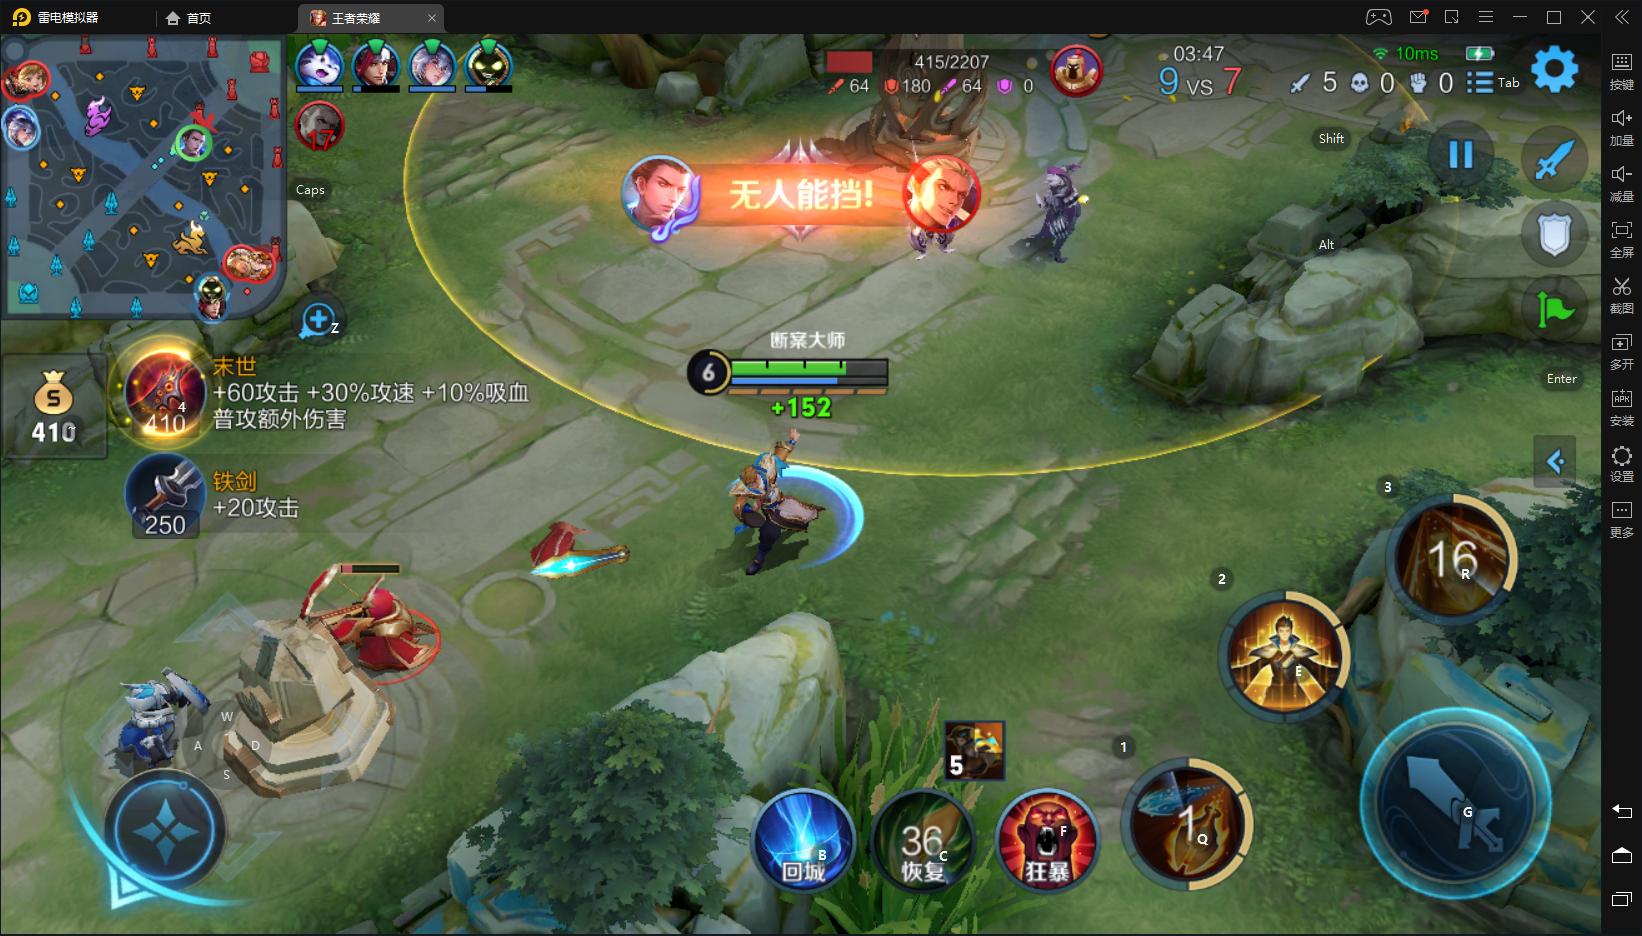 雷电模拟器
首页
王者荣耀
415/2207
64
180
64
0
03:47
9 VS 7
10ms
5
0
0
Tab
17
Caps
Shift
无人能挡!
Alt
Z
断案大师
6
+152
末世
+60攻击 +30%攻速 +10%吸血
普攻额外伤害
4
410
410
铁剑
+20攻击
250
Enter
3
16
R
2
E
W
A
D
S
5
1
1
Q
G
回城
B
36
恢复
C
狂暴
F
按键
加量
减量
全屏
截图
多开
APK
安装
设置
更多